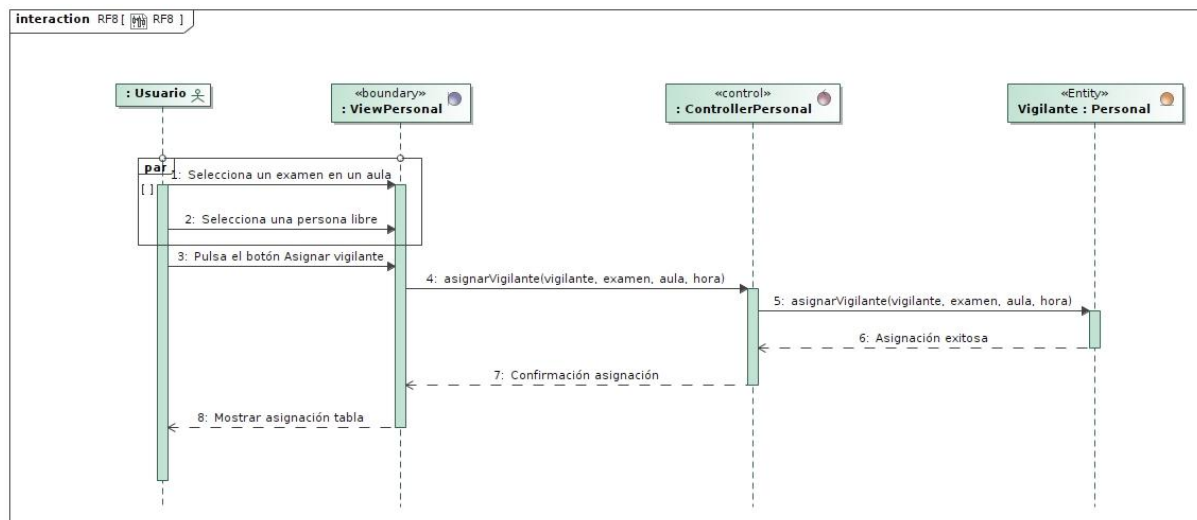 interaction RF8 [ RF8 ]
: Usuario
«boundary»
: ViewPersonal
«control»
: ControllerPersonal
«Entity»
Vigilante : Personal
par
[ ]
1: Selecciona un examen en un aula
2: Selecciona una persona libre
3: Pulsa el botón Asignar vigilante
4: asignarVigilante(vigilante, examen, aula, hora)
5: asignarVigilante(vigilante, examen, aula, hora)
6: Asignación exitosa
7: Confirmación asignación
8: Mostrar asignación tabla